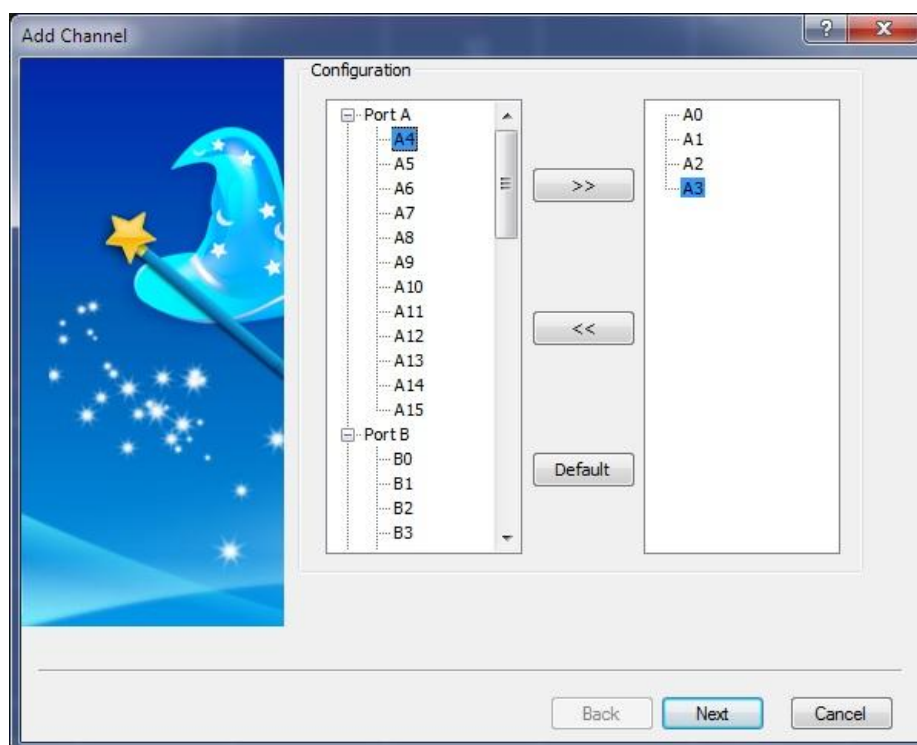 Add Channel
?
X
Configuration
Port A
A4
A5
A6
A7
A8
A9
A10
A11
A12
A13
A14
A15
Port B
B0
B1
B2
B3
>>
<<
Default
A0
A1
A2
A3
Back
Next
Cancel